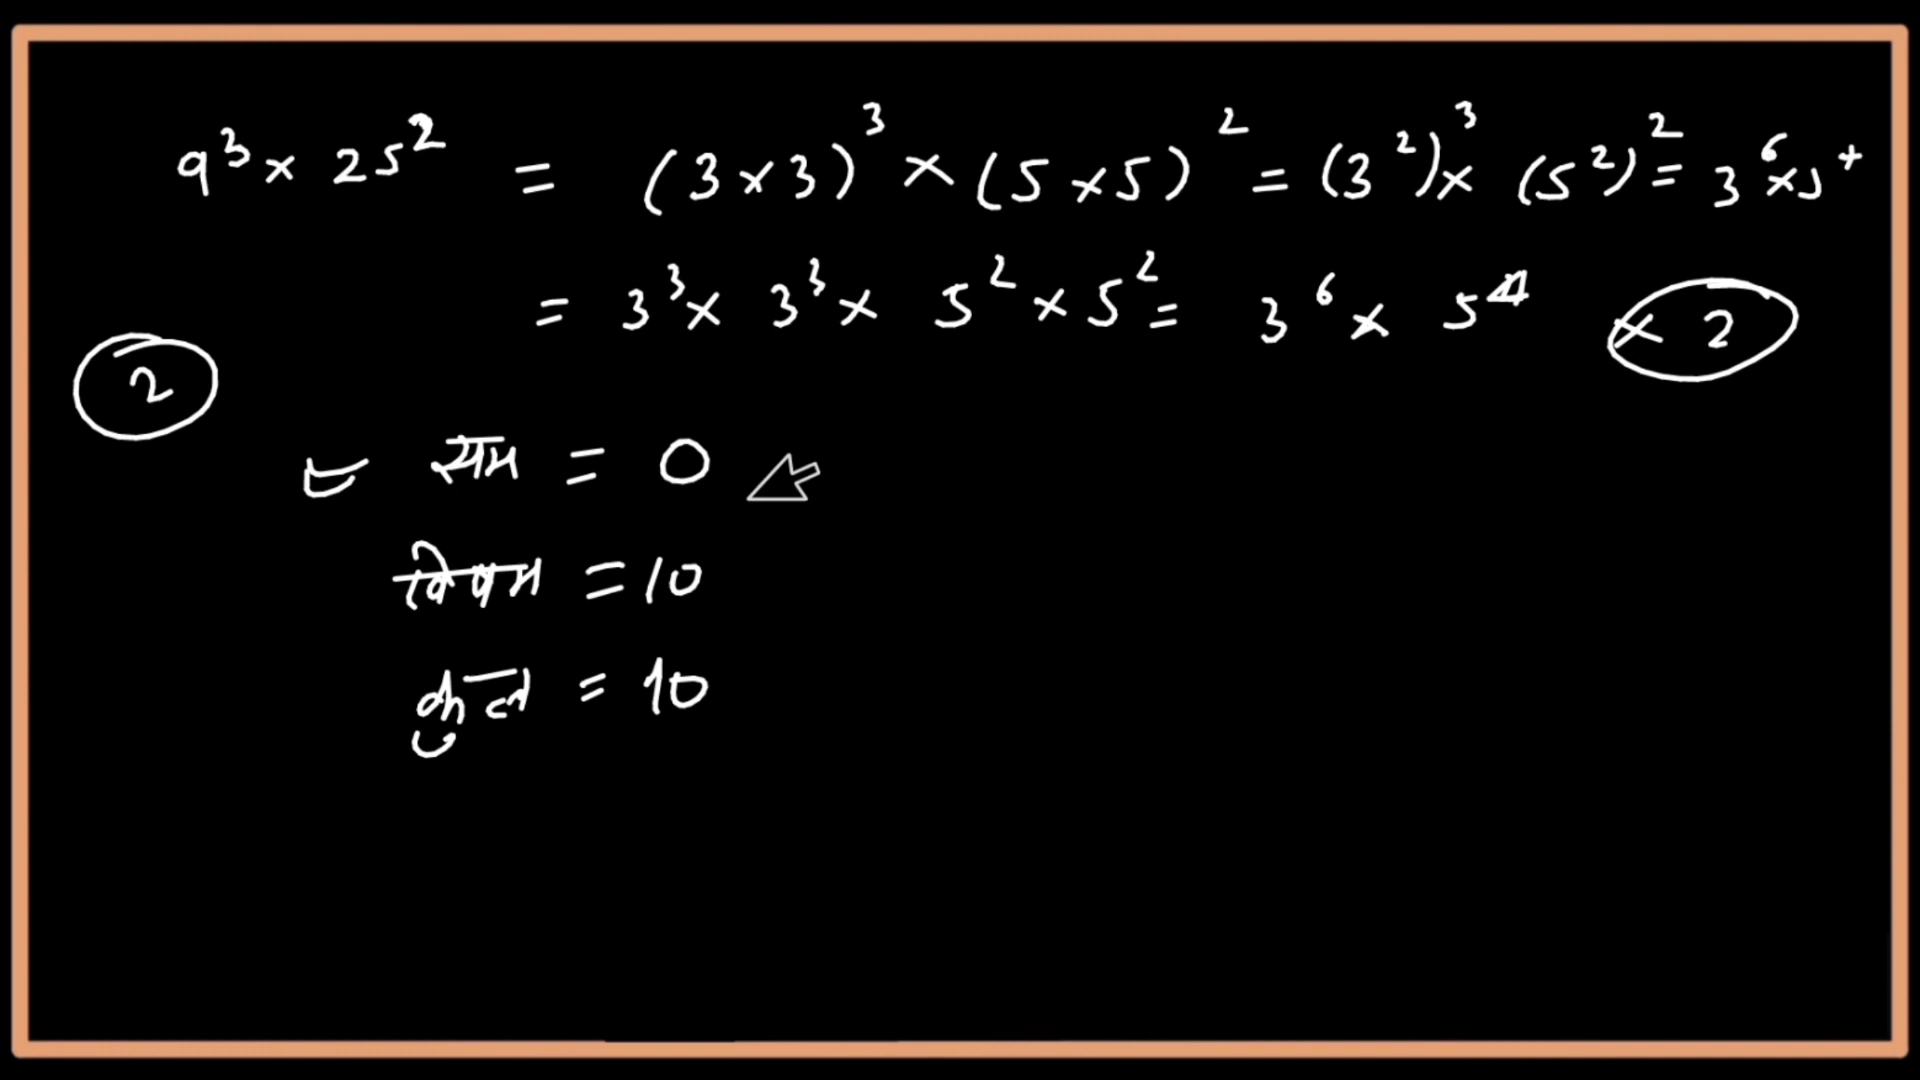 9³ × 25² = (3×3)³ × (5×5)² = (3²)³ × (5²)² = 3⁶ × 5⁺
= 3³ × 3³ × 5² × 5² = 3⁶ × 5⁴ × 2
2
सम = 0
विषम = 10
कुल = 10